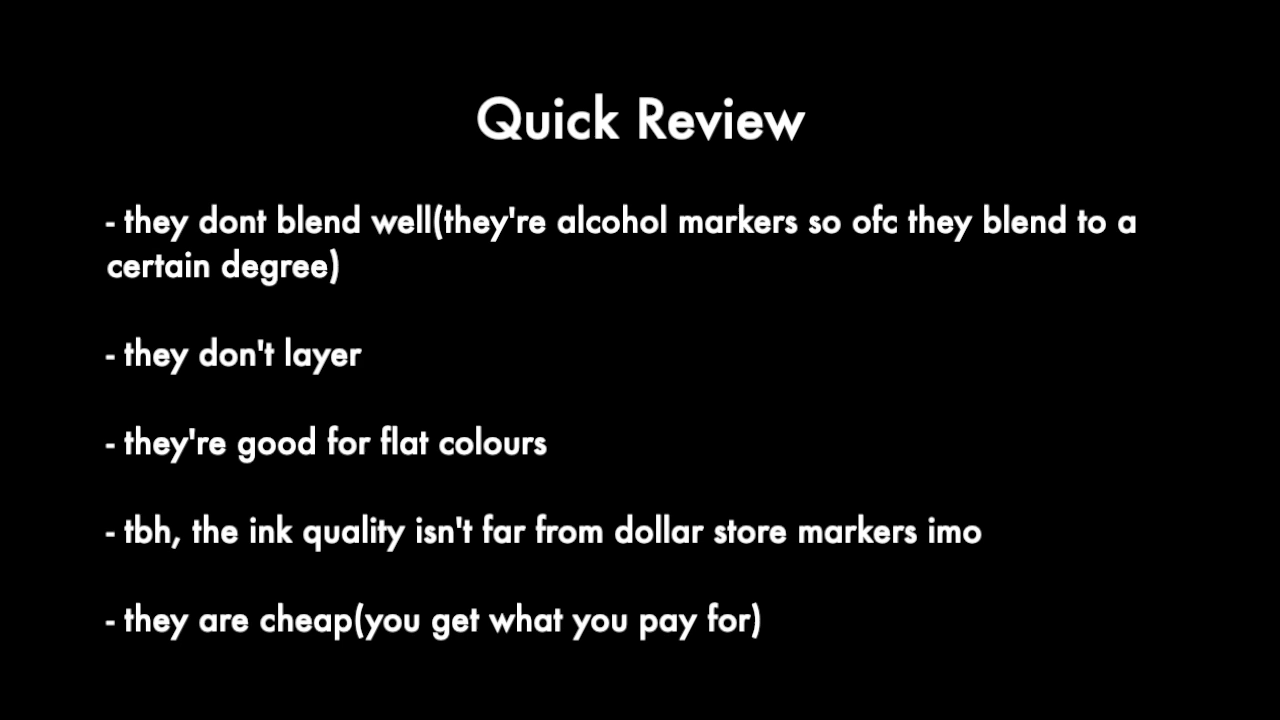 Quick Review
- they dont blend well(they're alcohol markers so ofc they blend to a
certain degree)
- they don't layer
- they're good for flat colours
- tbh, the ink quality isn't far from dollar store markers imo
- they are cheap(you get what you pay for)